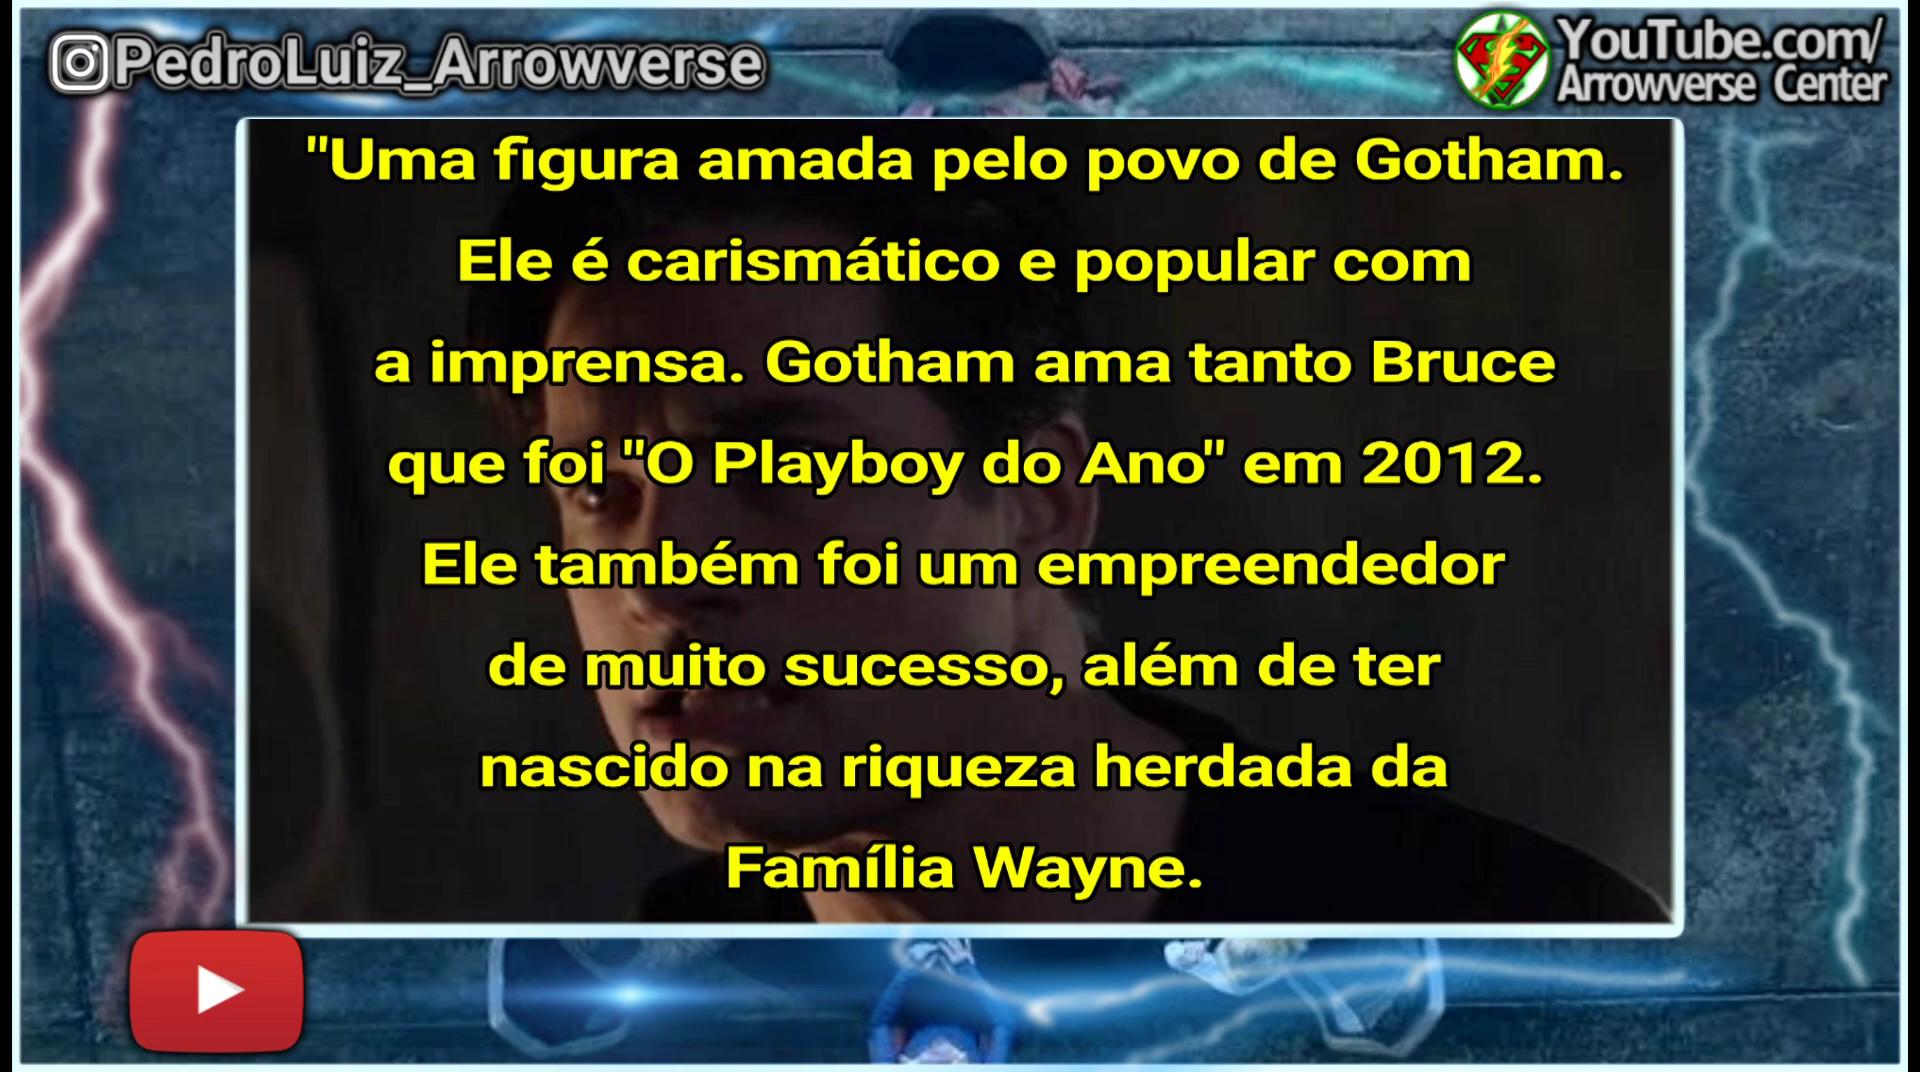 PedroLuiz_Arrowverse
YouTube.com/
Arrowverse Center
"Uma figura amada pelo povo de Gotham.
Ele é carismático e popular com
a imprensa. Gotham ama tanto Bruce
que foi "O Playboy do Ano" em 2012.
Ele também foi um empreendedor
de muito sucesso, além de ter
nascido na riqueza herdada da
Família Wayne.